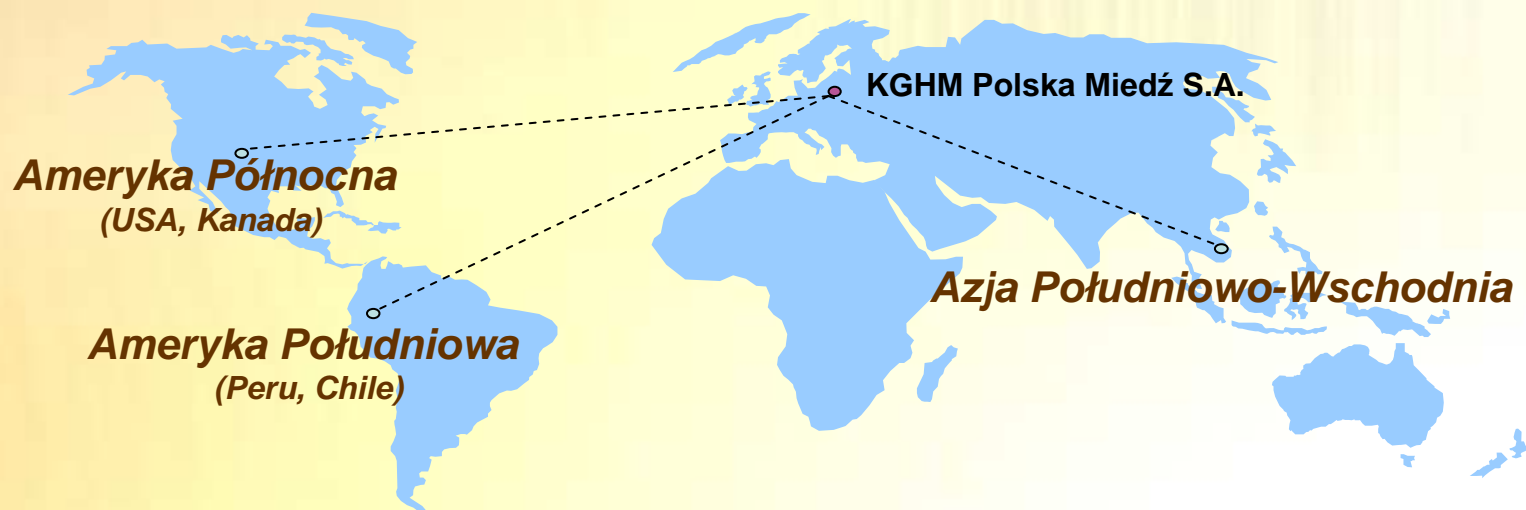 KGHM Polska Miedź S.A.
Ameryka Północna
(USA, Kanada)
Azja Południowo-Wschodnia
Ameryka Południowa
(Peru, Chile)